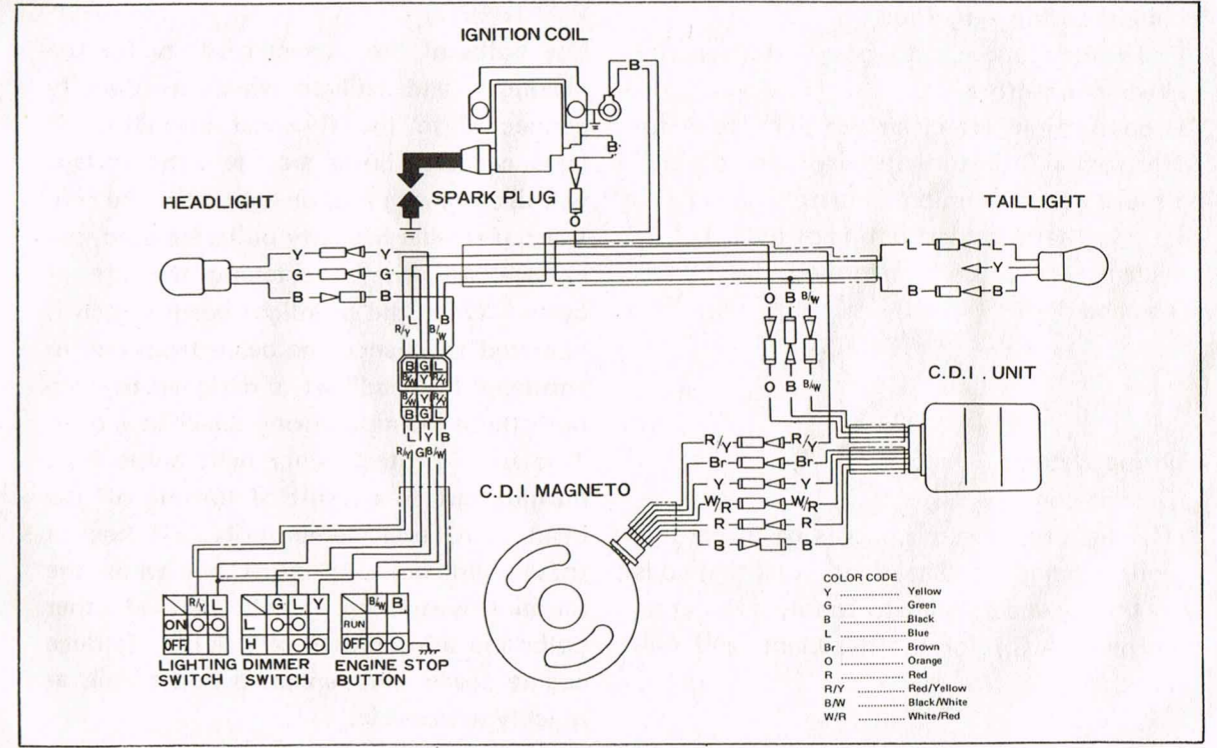 IGNITION COIL
B
B
SPARK PLUG
HEADLIGHT
TAILLIGHT
Y Y
G G
B B
L L
Y
B B
O B B/W
L B
R/Y B/W
B G L
B/W Y R/Y
B/W Y R/Y
B G L
L Y B
R/Y G B/W
O B B/W
C.D.I. UNIT
C.D.I. MAGNETO
R/Y R/Y
Br Br
Y Y
W/R W/R
R R
B B
R/Y L
ON
OFF
LIGHTING
SWITCH
G L Y
L
H
DIMMER
SWITCH
B/W B
RUN
OFF
ENGINE STOP
BUTTON
COLOR CODE
Y Yellow
Green
B Black
Blue
Br Brown
O Orange
R Red
R/Y Red/Yellow
B/W Black/White
W/R White/Red